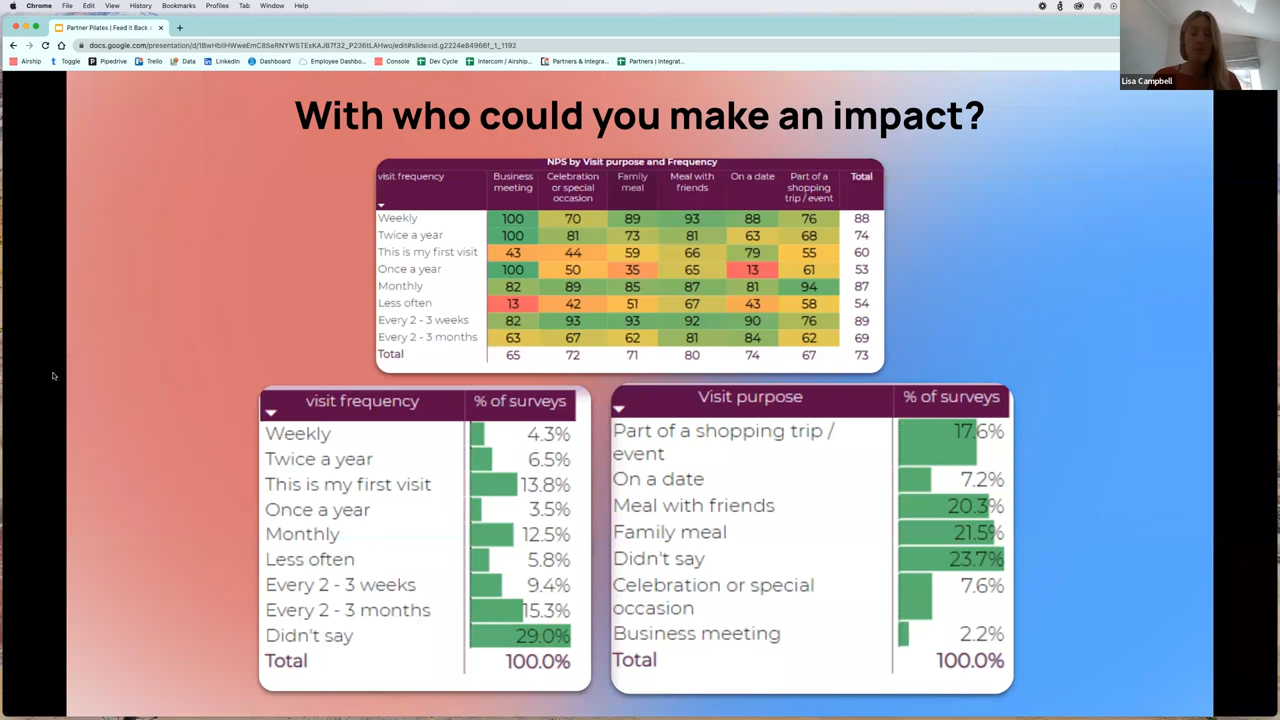 Chrome File Edit View History Bookmarks Profiles Tab Window Help
Partner Pilates | Feed it Back
Airship Toggle Pipedrive Trello Data LinkedIn Dashboard Employee Dashbo... Console Dev Cycle Intercom / Airship... Partners & Integra... Partners | Integrat...
Lisa Campbell
With who could you make an impact?
NPS by Visit purpose and Frequency
visit frequency Business meeting Celebration or special occasion Family meal Meal with friends On a date Part of a shopping trip / event Total
Weekly 100 70 89 93 88 76 88
Twice a year 100 81 73 81 63 68 74
This is my first visit 43 44 59 66 79 55 60
Once a year 100 50 35 65 13 61 53
Monthly 82 89 85 87 81 94 87
Less often 13 42 51 67 43 58 54
Every 2 - 3 weeks 82 93 93 92 90 76 89
Every 2 - 3 months 63 67 62 81 84 62 69
Total 65 72 71 80 74 67 73
visit frequency % of surveys
Weekly 4.3%
Twice a year 6.5%
This is my first visit 13.8%
Once a year 3.5%
Monthly 12.5%
Less often 5.8%
Every 2 - 3 weeks 9.4%
Every 2 - 3 months 15.3%
Didn't say 29.0%
Total 100.0%
Visit purpose % of surveys
Part of a shopping trip / 17.6%
event
On a date 7.2%
Meal with friends 20.3%
Family meal 21.5%
Didn't say 23.7%
Celebration or special 7.6%
occasion
Business meeting 2.2%
Total 100.0%